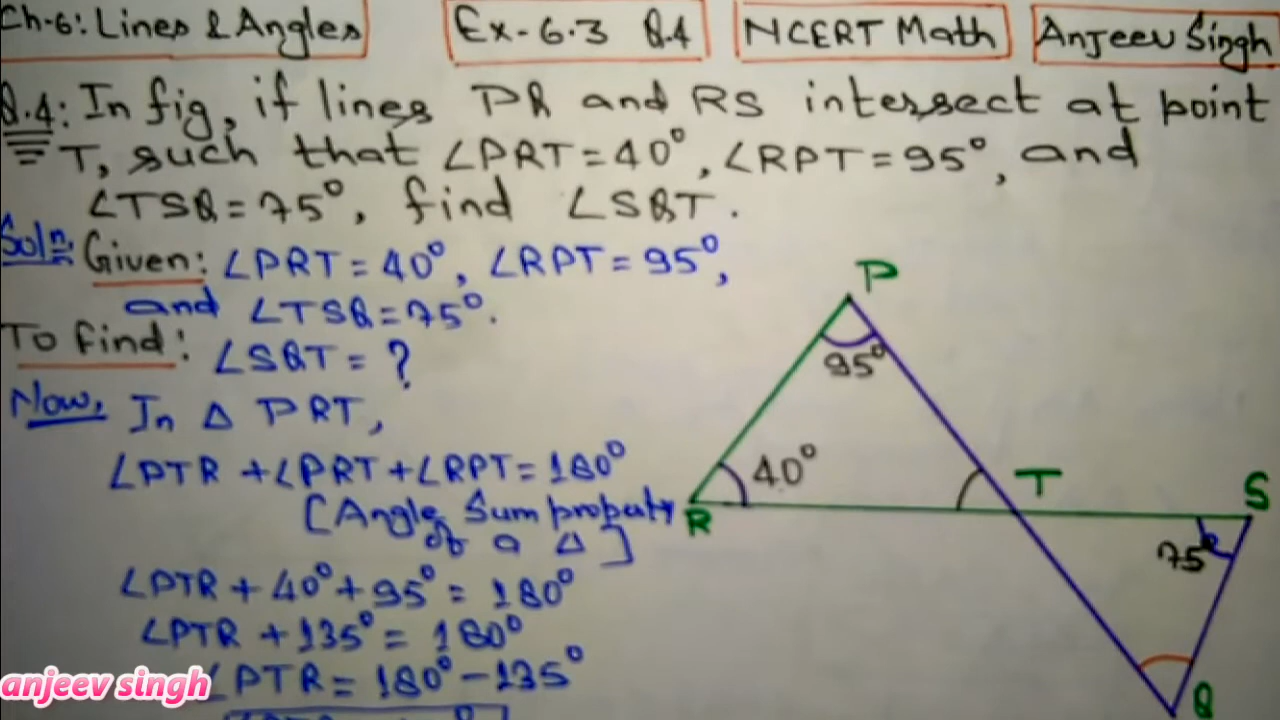 Ch-6: Lines & Angles
Ex-6.3 Q.4
NCERT Math
Anjeev Singh
Q.4: In fig, if lines PQ and RS intersect at point
T, such that ∠PRT = 40°, ∠RPT = 95°, and
∠TSQ = 75°, find ∠SQT.
Soln. Given: ∠PRT = 40°, ∠RPT = 95°,
and ∠TSQ = 75°.
To find: ∠SQT = ?
Now, In Δ PRT,
∠PTR + ∠PRT + ∠RPT = 180°
[Angle Sum property
of a Δ]
∠PTR + 40° + 95° = 180°
∠PTR + 135° = 180°
∠PTR = 180° - 135°
P
95°
40°
R
T
S
75°
Q
anjeev singh